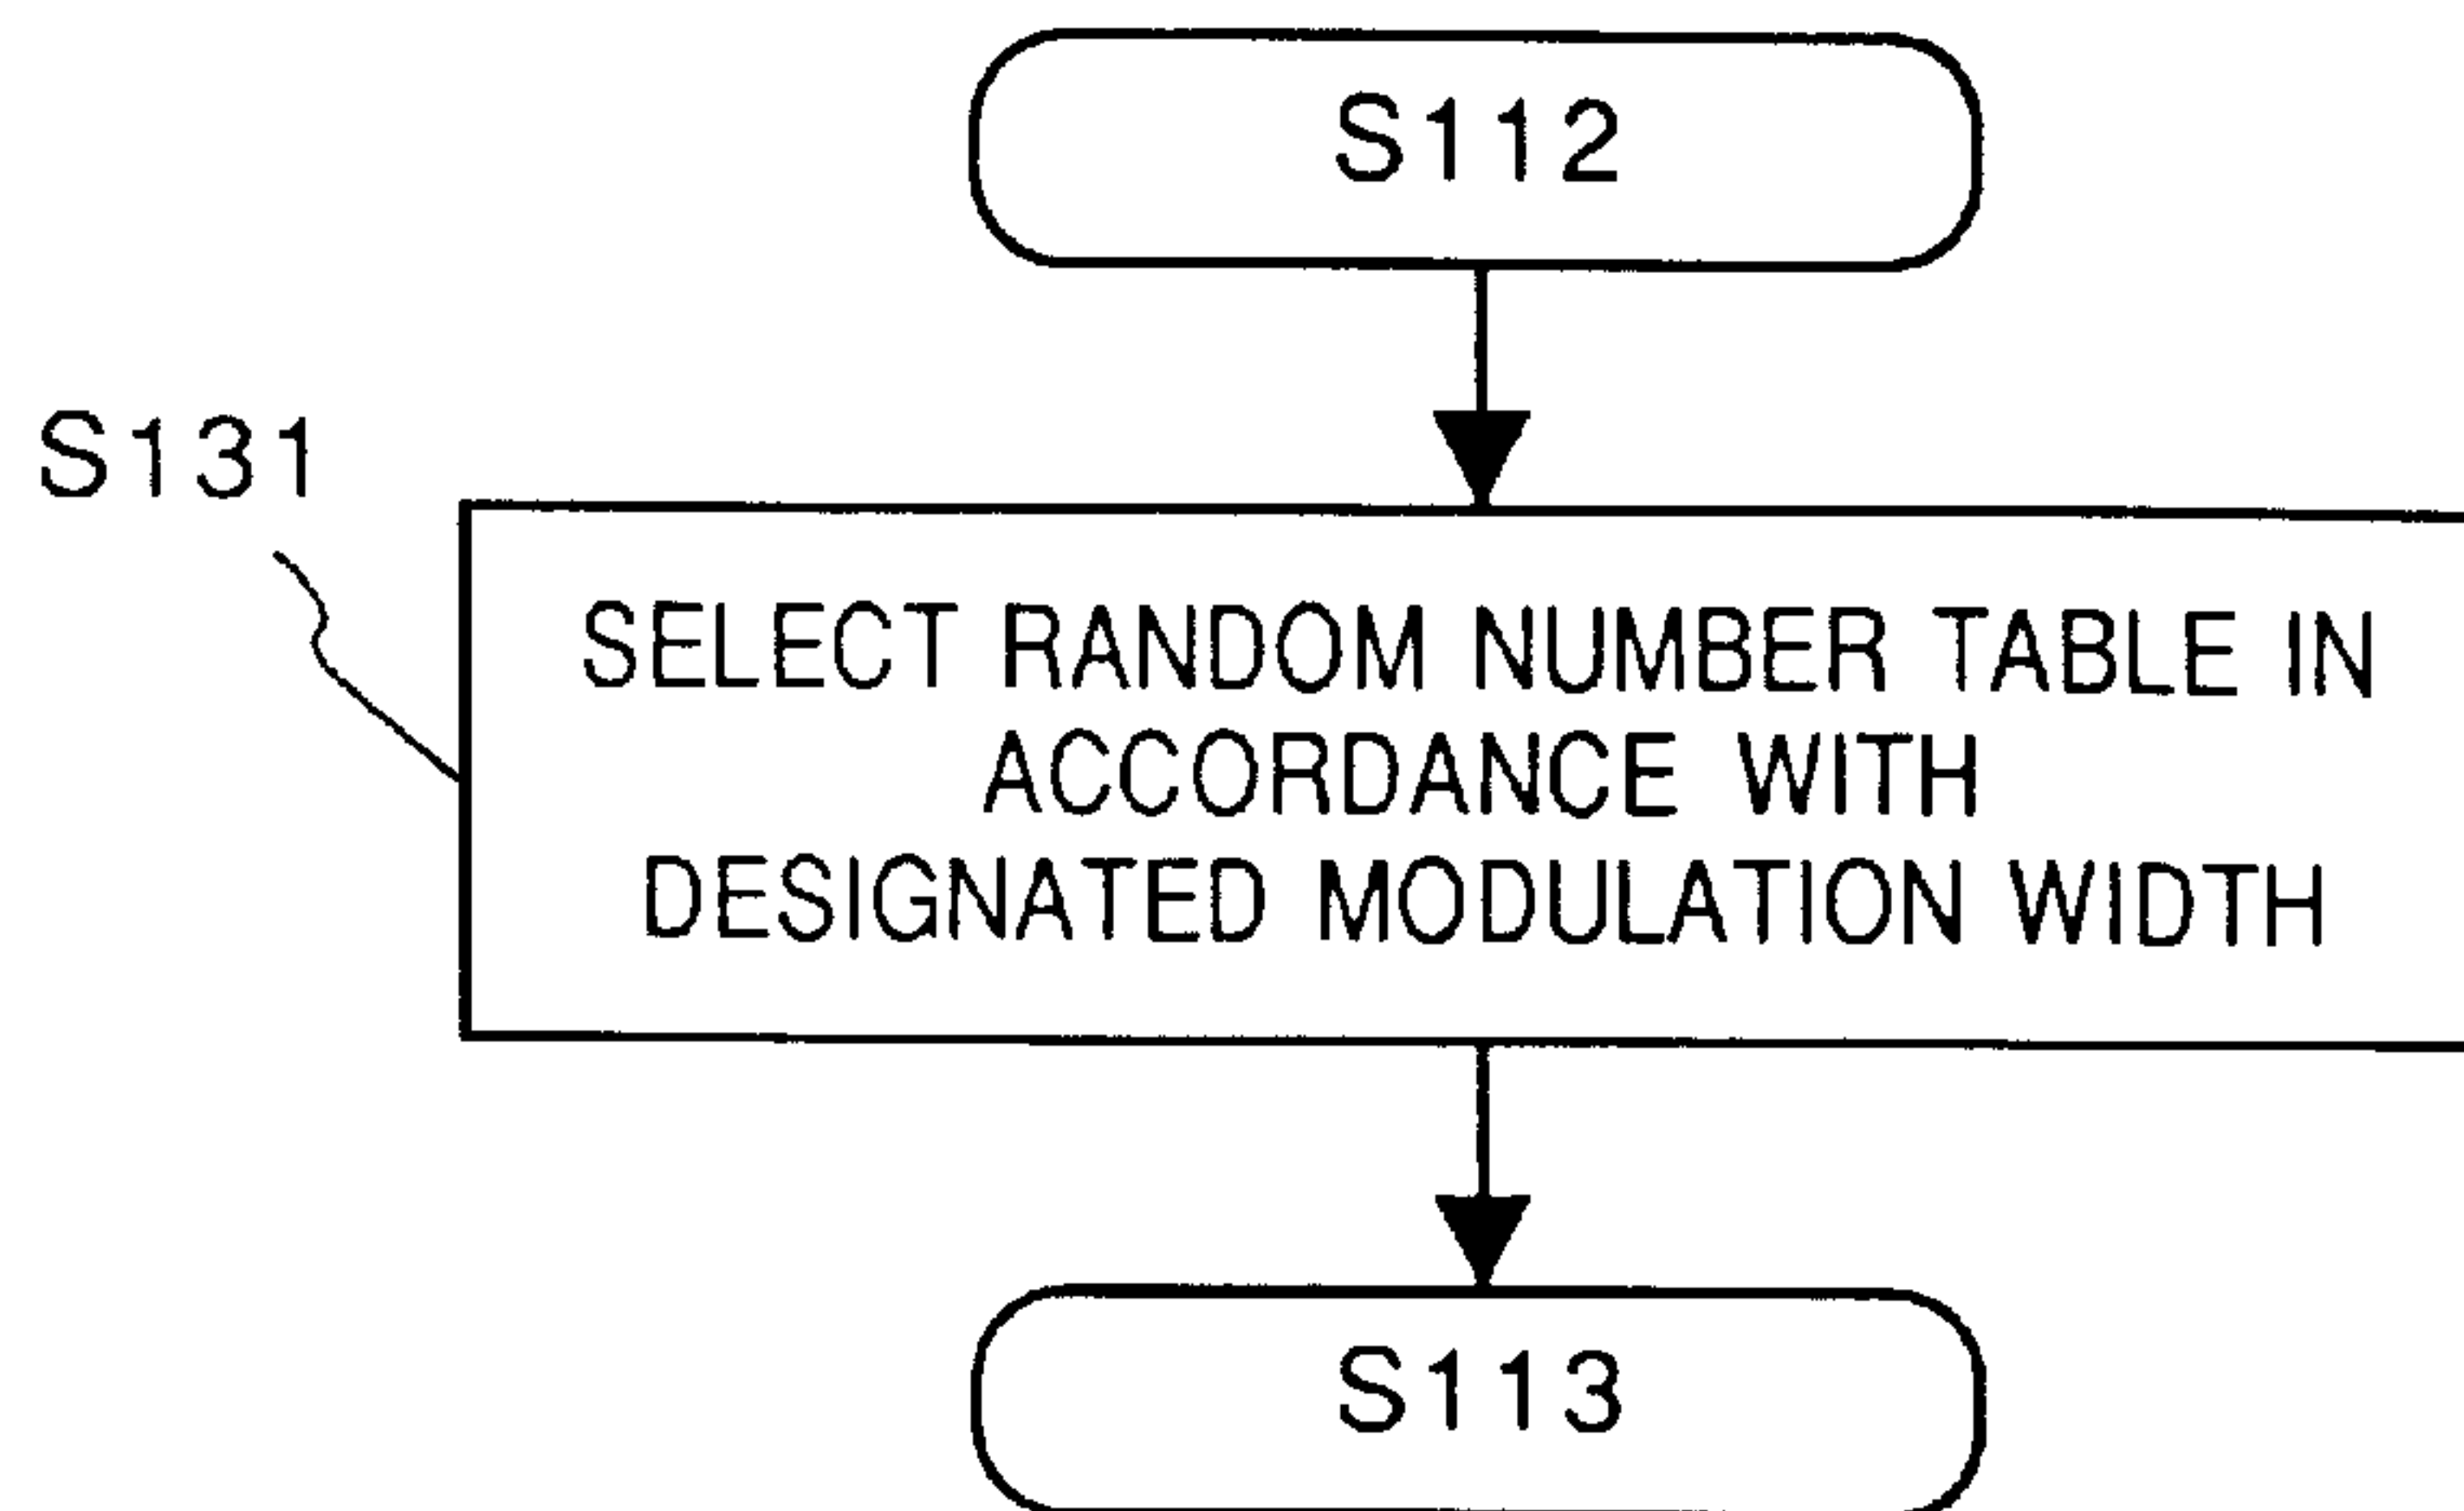 S112
S131
SELECT RANDOM NUMBER TABLE IN
ACCORDANCE WITH
DESIGNATED MODULATION WIDTH
S113